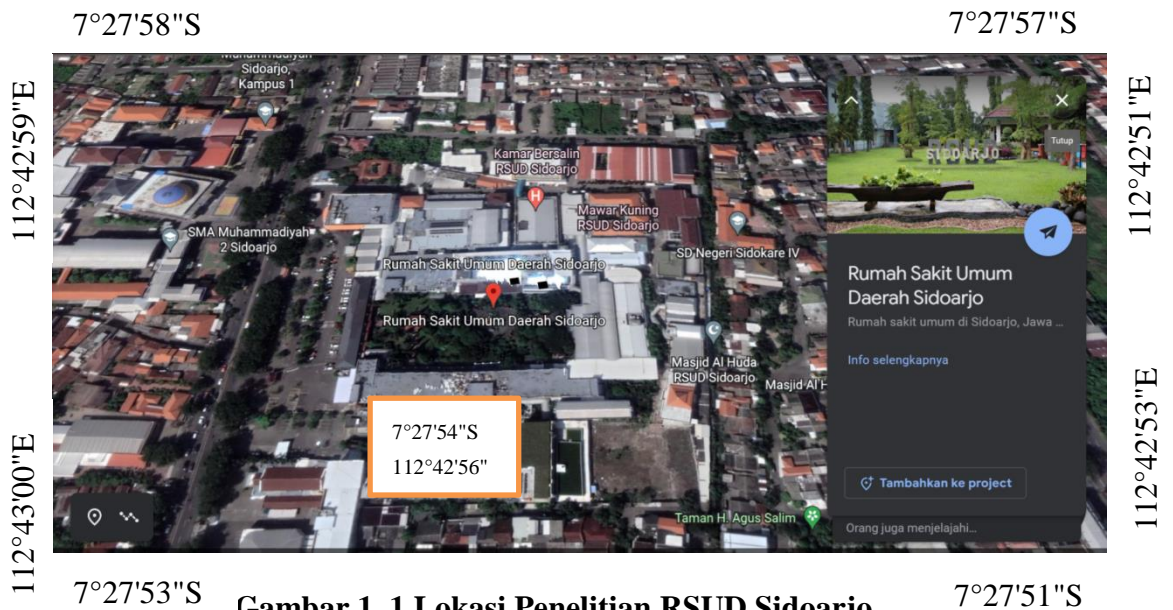 7°27'58"S
7°27'57"S
112°42'59"E
112°42'51"E
Sidoarjo,
Kampus 1
SIDOARJO
Tutup
Kamar Bersalin
RSUD Sidoarjo
Mawar Kuning
RSUD Sidoarjo
SMA Muhammadiyah
2 Sidoarjo
SD Negeri Sidokare IV
Rumah Sakit Umum Daerah Sidoarjo
Rumah Sakit Umum Daerah Sidoarjo
Rumah Sakit Umum
Daerah Sidoarjo
Rumah sakit umum di Sidoarjo, Jawa ...
Info selengkapnya
Masjid Al Huda
RSUD Sidoarjo
Masjid Al H
7°27'54"S
112°42'56"
112°43'00"E
112°42'53"E
Tambahkan ke project
Taman H. Agus Salim
Orang juga menjelajahi...
7°27'53"S
7°27'51"S
Gambar 1. 1 Lokasi Penelitian RSUD Sidoarjo